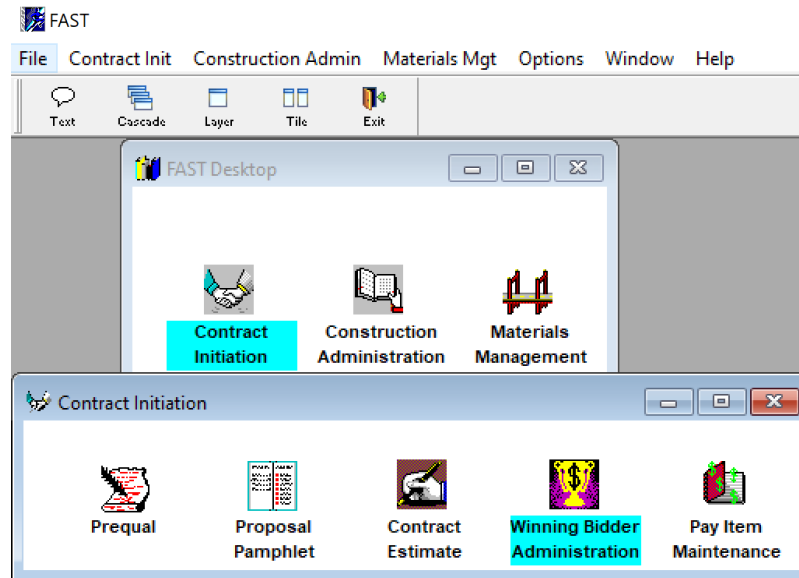 FAST
File Contract Init Construction Admin Materials Mgt Options Window Help
Text Cascade Layer Tile Exit
FAST Desktop
Contract Initiation
Construction Administration
Materials Management
Contract Initiation
Prequal
Proposal Pamphlet
Contract Estimate
Winning Bidder Administration
Pay Item Maintenance